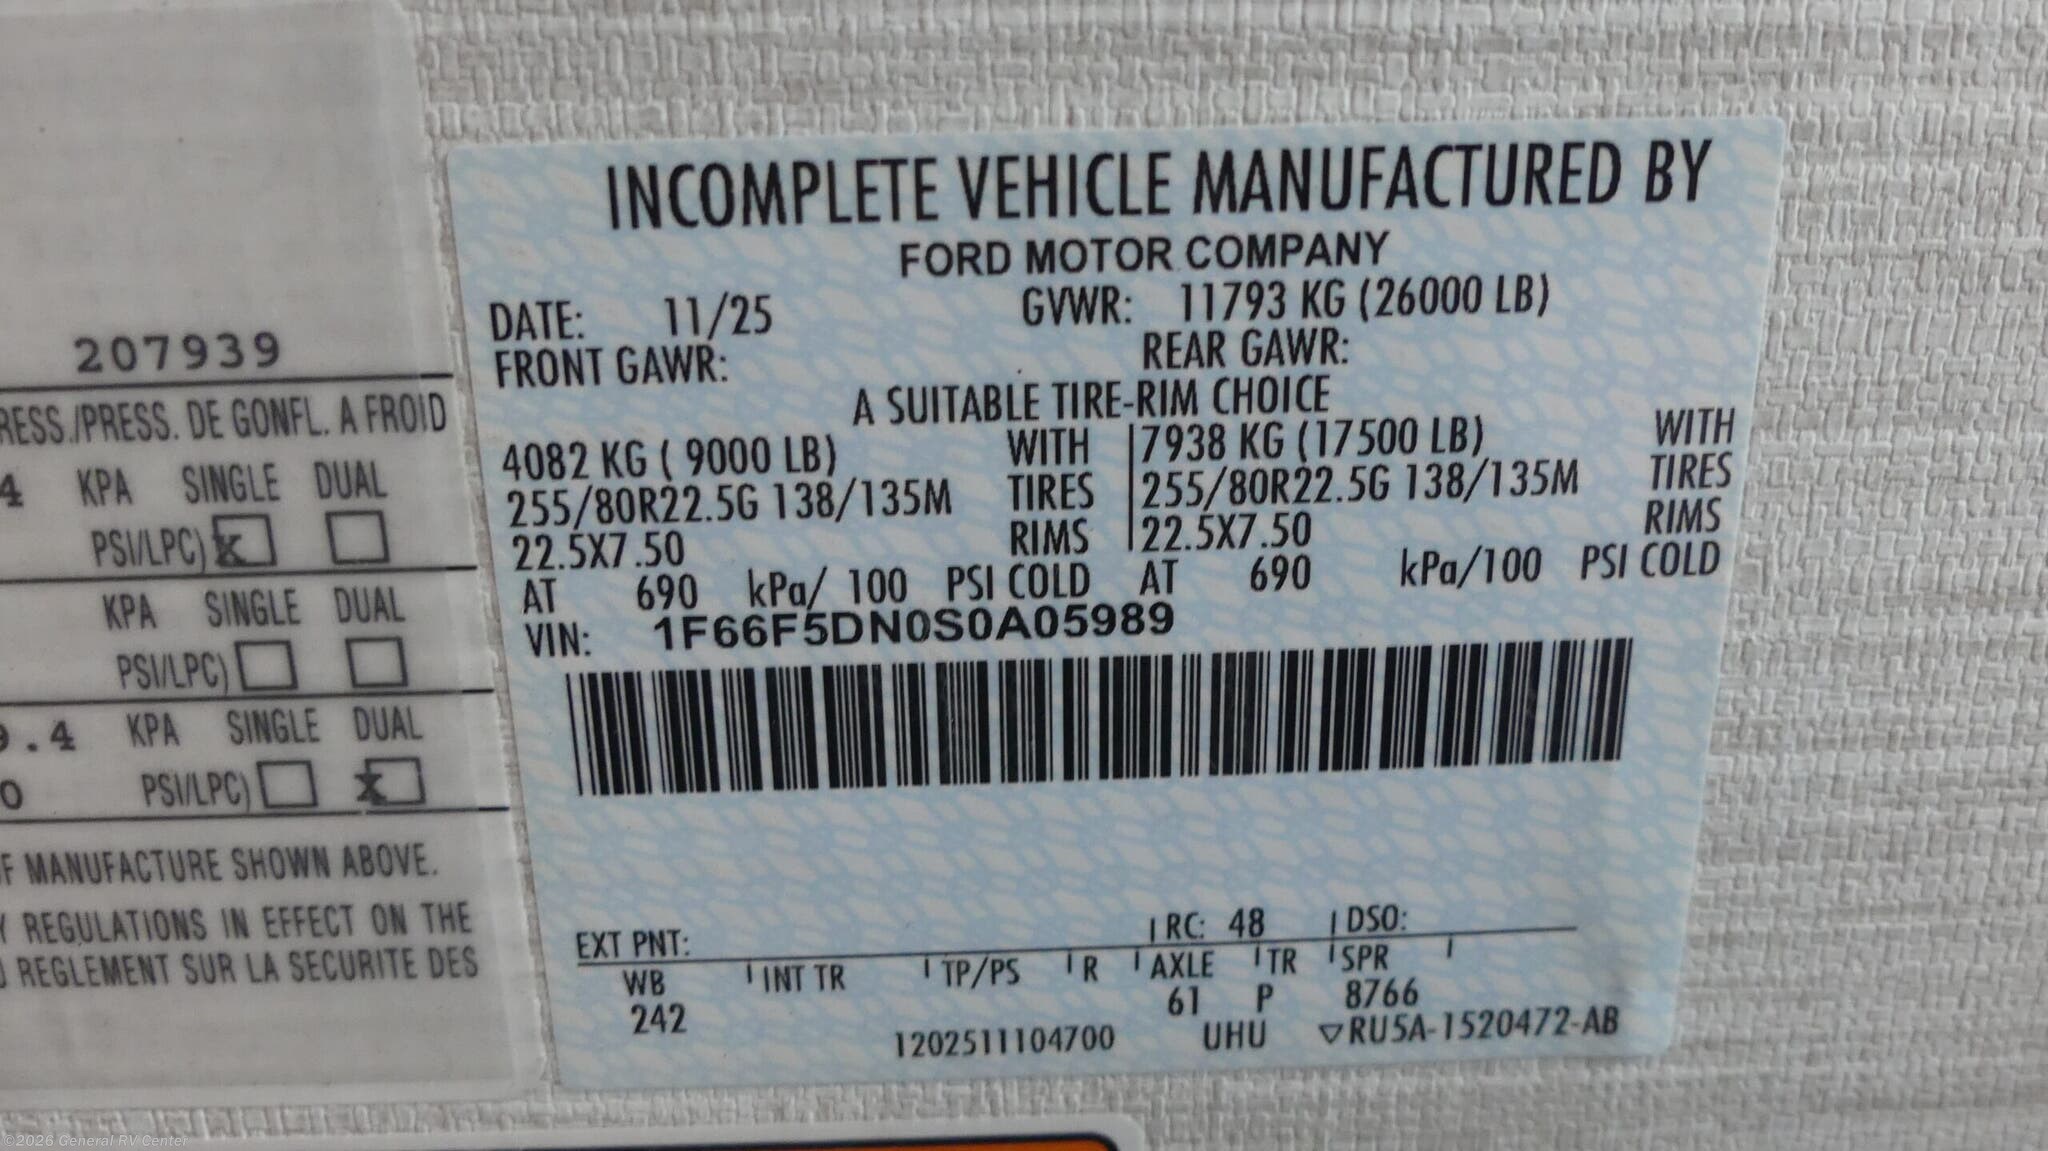 207939
RESS./PRESS. DE GONFL. A FROID
4 KPA SINGLE DUAL
PSI/LPC) X
KPA SINGLE DUAL
PSI/LPC)
9.4 KPA SINGLE DUAL
0 PSI/LPC) X
F MANUFACTURE SHOWN ABOVE.
Y REGULATIONS IN EFFECT ON THE
U REGLEMENT SUR LA SECURITE DES
INCOMPLETE VEHICLE MANUFACTURED BY
FORD MOTOR COMPANY
DATE: 11/25 GVWR: 11793 KG (26000 LB)
FRONT GAWR: REAR GAWR:
A SUITABLE TIRE-RIM CHOICE
4082 KG ( 9000 LB) WITH 7938 KG (17500 LB) WITH
255/80R22.5G 138/135M TIRES 255/80R22.5G 138/135M TIRES
22.5X7.50 RIMS 22.5X7.50 RIMS
AT 690 kPa/ 100 PSI COLD AT 690 kPa/100 PSI COLD
VIN: 1F66F5DN0S0A05989
EXT PNT: RC: 48 DSO:
WB INT TR TP/PS R AXLE TR SPR
242 61 P 8766
1202511104700 UHU ▽RU5A-1520472-AB
©2026 General RV Center